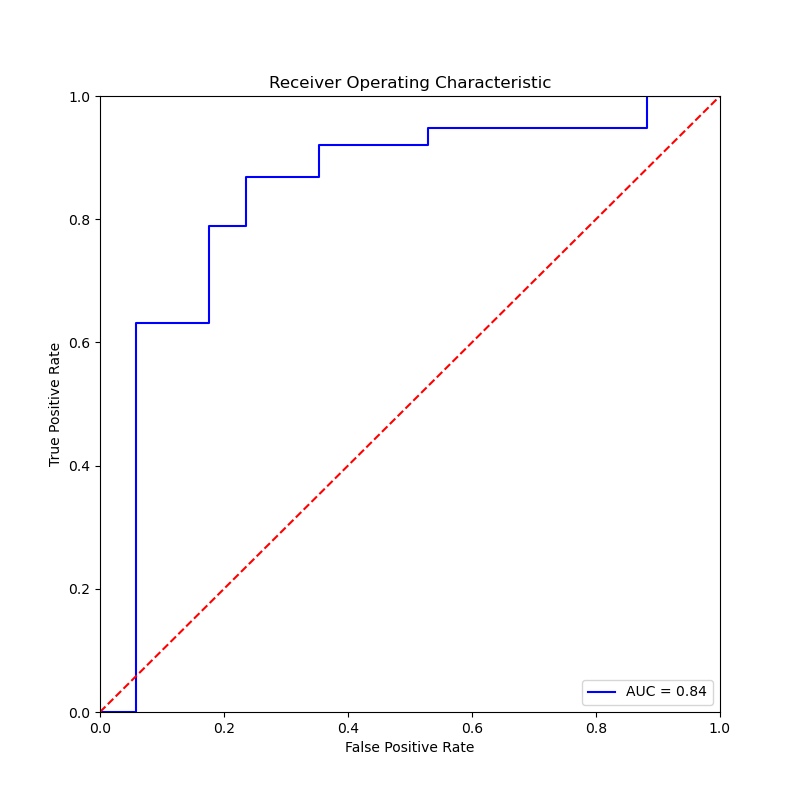 Receiver Operating Characteristic
1.0
0.8
0.6
0.4
0.2
0.0
True Positive Rate
AUC = 0.84
0.0 0.2 0.4 0.6 0.8 1.0
False Positive Rate